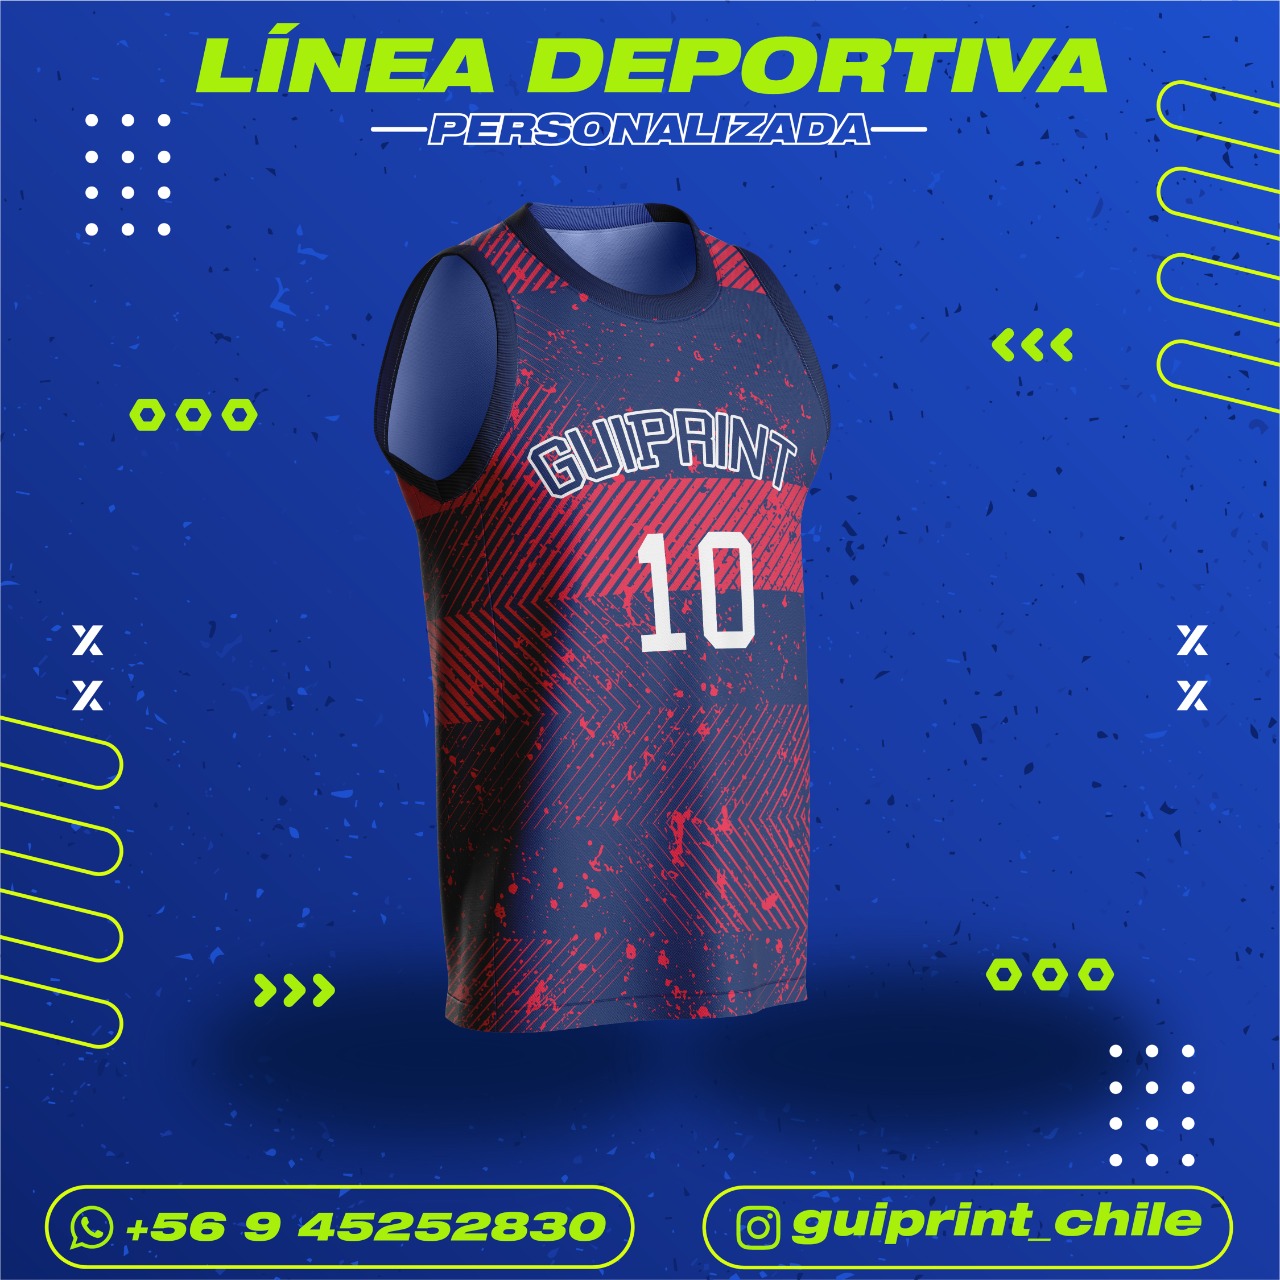 LÍNEA DEPORTIVA
PERSONALIZADA
GUIPRINT
10
+56 9 45252830
guiprint_chile